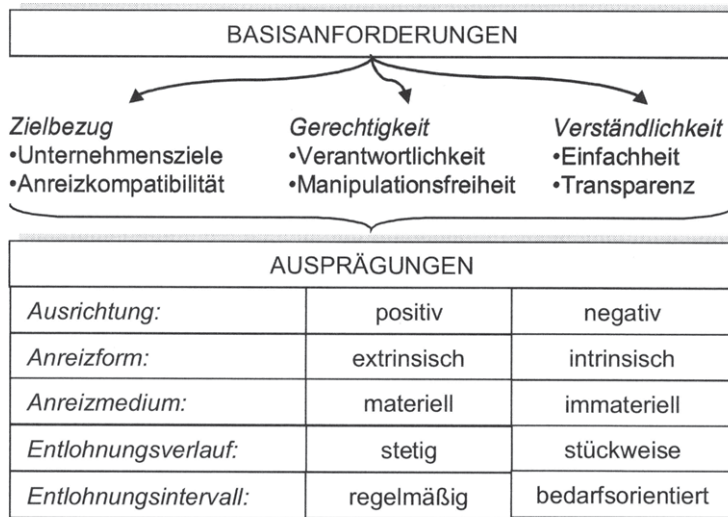 BASISANFORDERUNGEN
Zielbezug Gerechtigkeit Verständlichkeit
•Unternehmensziele •Verantwortlichkeit •Einfachheit
•Anreizkompatibilität •Manipulationsfreiheit •Transparenz
AUSPRÄGUNGEN
Ausrichtung: positiv negativ
Anreizform: extrinsisch intrinsisch
Anreizmedium: materiell immateriell
Entlohnungsverlauf: stetig stückweise
Entlohnungsintervall: regelmäßig bedarfsorientiert